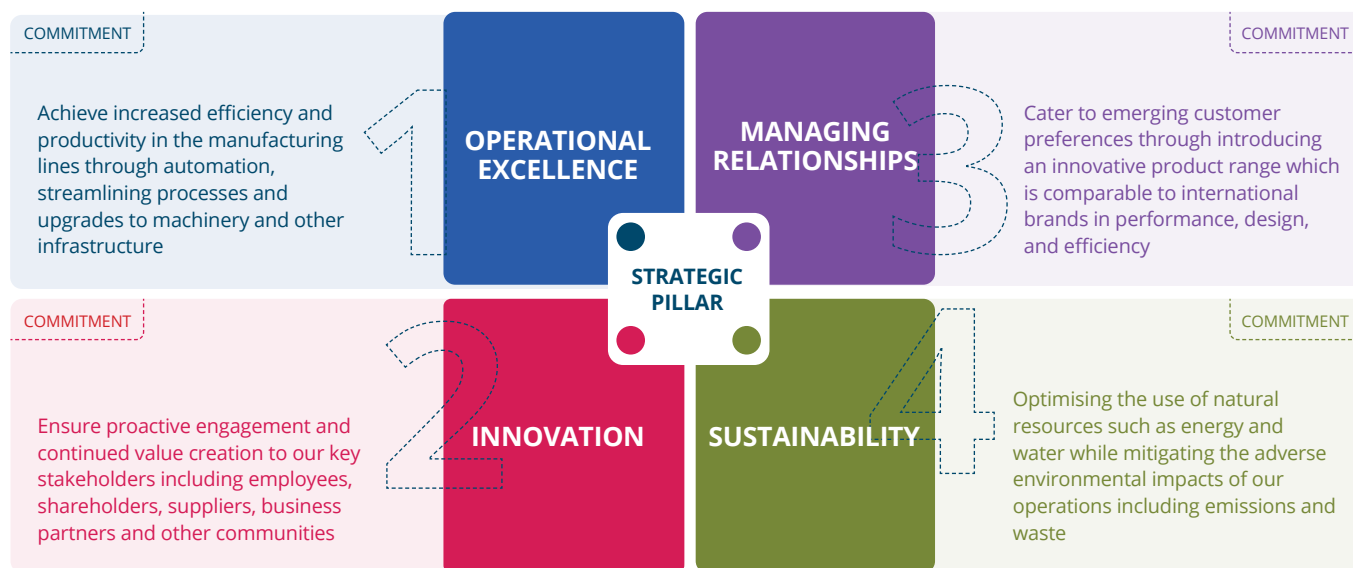 COMMITMENT
Achieve increased efficiency and
productivity in the manufacturing
lines through automation,
streamlining processes and
upgrades to machinery and other
infrastructure
1
OPERATIONAL
EXCELLENCE
MANAGING
RELATIONSHIPS
3
COMMITMENT
Cater to emerging customer
preferences through introducing
an innovative product range which
is comparable to international
brands in performance, design,
and efficiency
STRATEGIC
PILLAR
COMMITMENT
Ensure proactive engagement and
continued value creation to our key
stakeholders including employees,
shareholders, suppliers, business
partners and other communities
2
INNOVATION
SUSTAINABILITY
4
COMMITMENT
Optimising the use of natural
resources such as energy and
water while mitigating the adverse
environmental impacts of our
operations including emissions and
waste